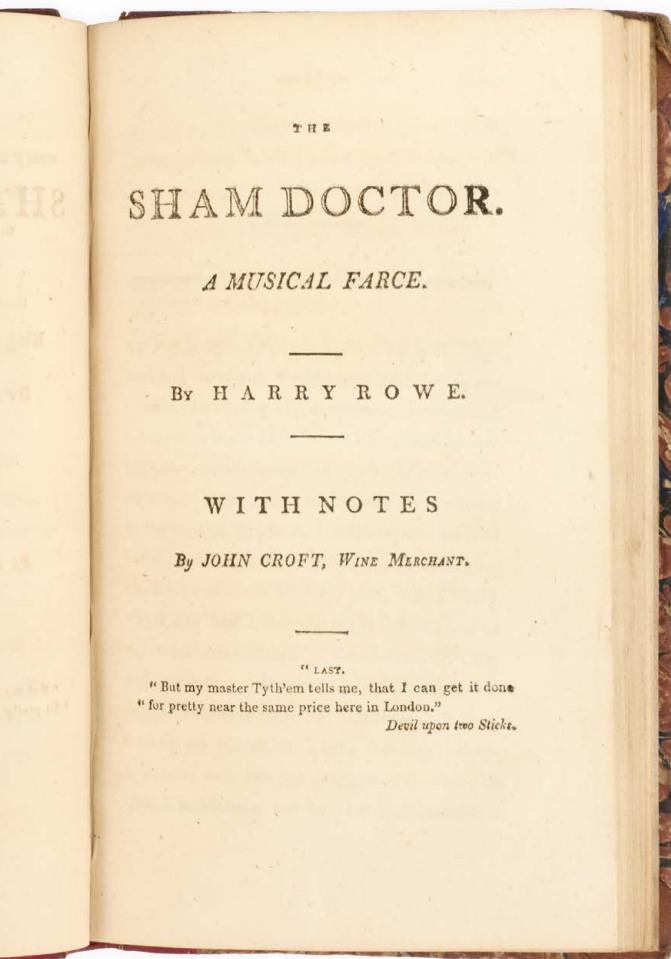 THE
SHAM DOCTOR.
A MUSICAL FARCE.
BY HARRY ROWE.
WITH NOTES
By JOHN CROFT, WINE MERCHANT.
" LAST.
" But my master Tyth'em tells me, that I can get it done
" for pretty near the same price here in London."
Devil upon two Sticks.